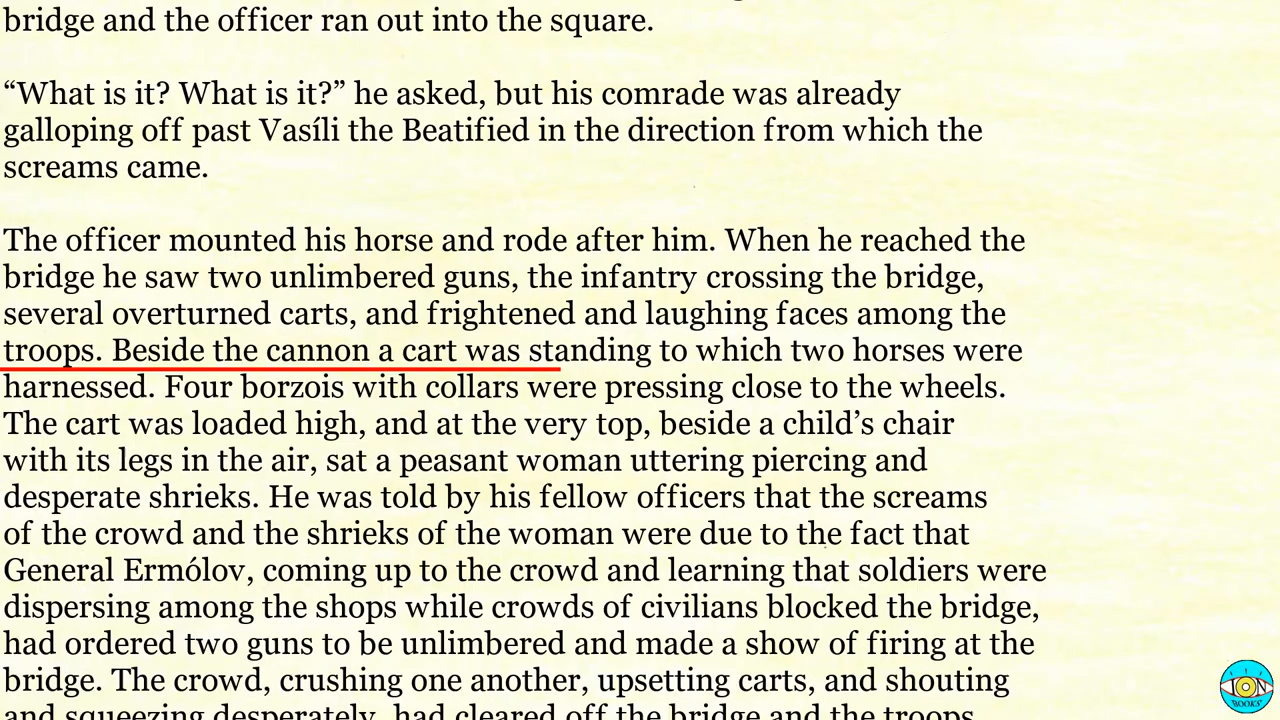 bridge and the officer ran out into the square.
“What is it? What is it?” he asked, but his comrade was already
galloping off past Vasíli the Beatified in the direction from which the
screams came.
The officer mounted his horse and rode after him. When he reached the
bridge he saw two unlimbered guns, the infantry crossing the bridge,
several overturned carts, and frightened and laughing faces among the
troops. Beside the cannon a cart was standing to which two horses were
harnessed. Four borzois with collars were pressing close to the wheels.
The cart was loaded high, and at the very top, beside a child’s chair
with its legs in the air, sat a peasant woman uttering piercing and
desperate shrieks. He was told by his fellow officers that the screams
of the crowd and the shrieks of the woman were due to the fact that
General Ermólov, coming up to the crowd and learning that soldiers were
dispersing among the shops while crowds of civilians blocked the bridge,
had ordered two guns to be unlimbered and made a show of firing at the
bridge. The crowd, crushing one another, upsetting carts, and shouting
and squeezing desperately, had cleared off the bridge and the troops
ION
BOOKS